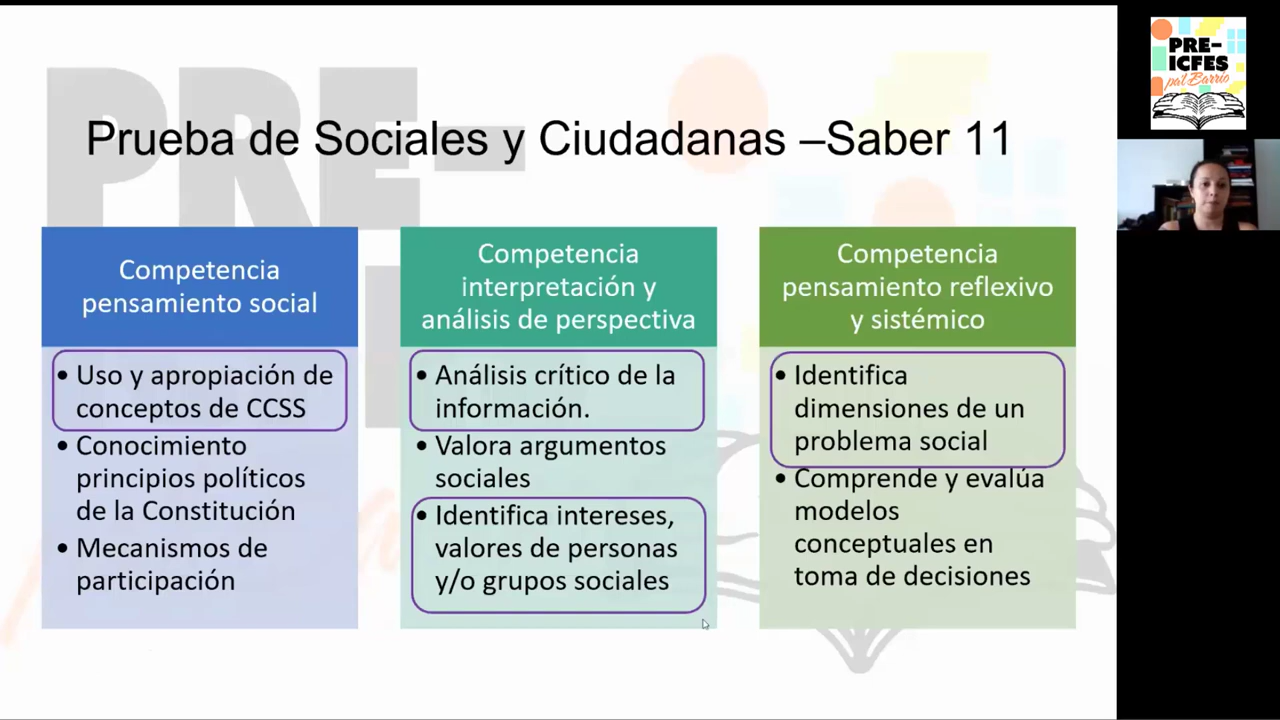 Prueba de Sociales y Ciudadanas –Saber 11
Competencia
pensamiento social
• Uso y apropiación de
conceptos de CCSS
• Conocimiento
principios políticos
de la Constitución
• Mecanismos de
participación
Competencia
interpretación y
análisis de perspectiva
• Análisis crítico de la
información.
• Valora argumentos
sociales
• Identifica intereses,
valores de personas
y/o grupos sociales
Competencia
pensamiento reflexivo
y sistémico
• Identifica
dimensiones de un
problema social
• Comprende y evalúa
modelos
conceptuales en
toma de decisiones
PRE-
ICFES
pal Barrio
PRE-